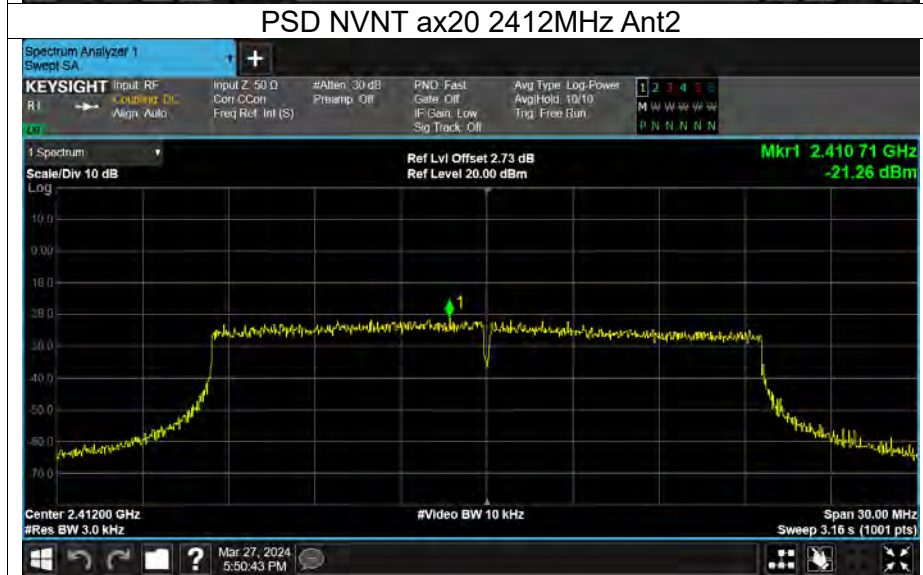 PSD NVNT ax20 2412MHz Ant2
Spectrum Analyzer 1
Swept SA
+
KEYSIGHT Input: RF Input Z: 50 Ω #Atten: 30 dB PNO: Fast Avg Type: Log-Power 1 2 3 4 5 6
Coupling: DC Corr CCorr Preamp: Off Gate: Off Avg|Hold: 10/10 M W W W W W
Align: Auto Freq Ref: Int (S) IF Gain: Low Trig: Free Run
Sig Track: Off P N N N N N
1 Spectrum Ref Lvl Offset 2.73 dB Mkr1 2.410 71 GHz
Scale/Div 10 dB Ref Level 20.00 dBm -21.26 dBm
Log
10.0
0.00
-10.0
-20.0
1
-30.0
-40.0
-50.0
-60.0
-70.0
Center 2.41200 GHz #Video BW 10 kHz Span 30.00 MHz
#Res BW 3.0 kHz Sweep 3.16 s (1001 pts)
? Mar 27, 2024
5:50:43 PM